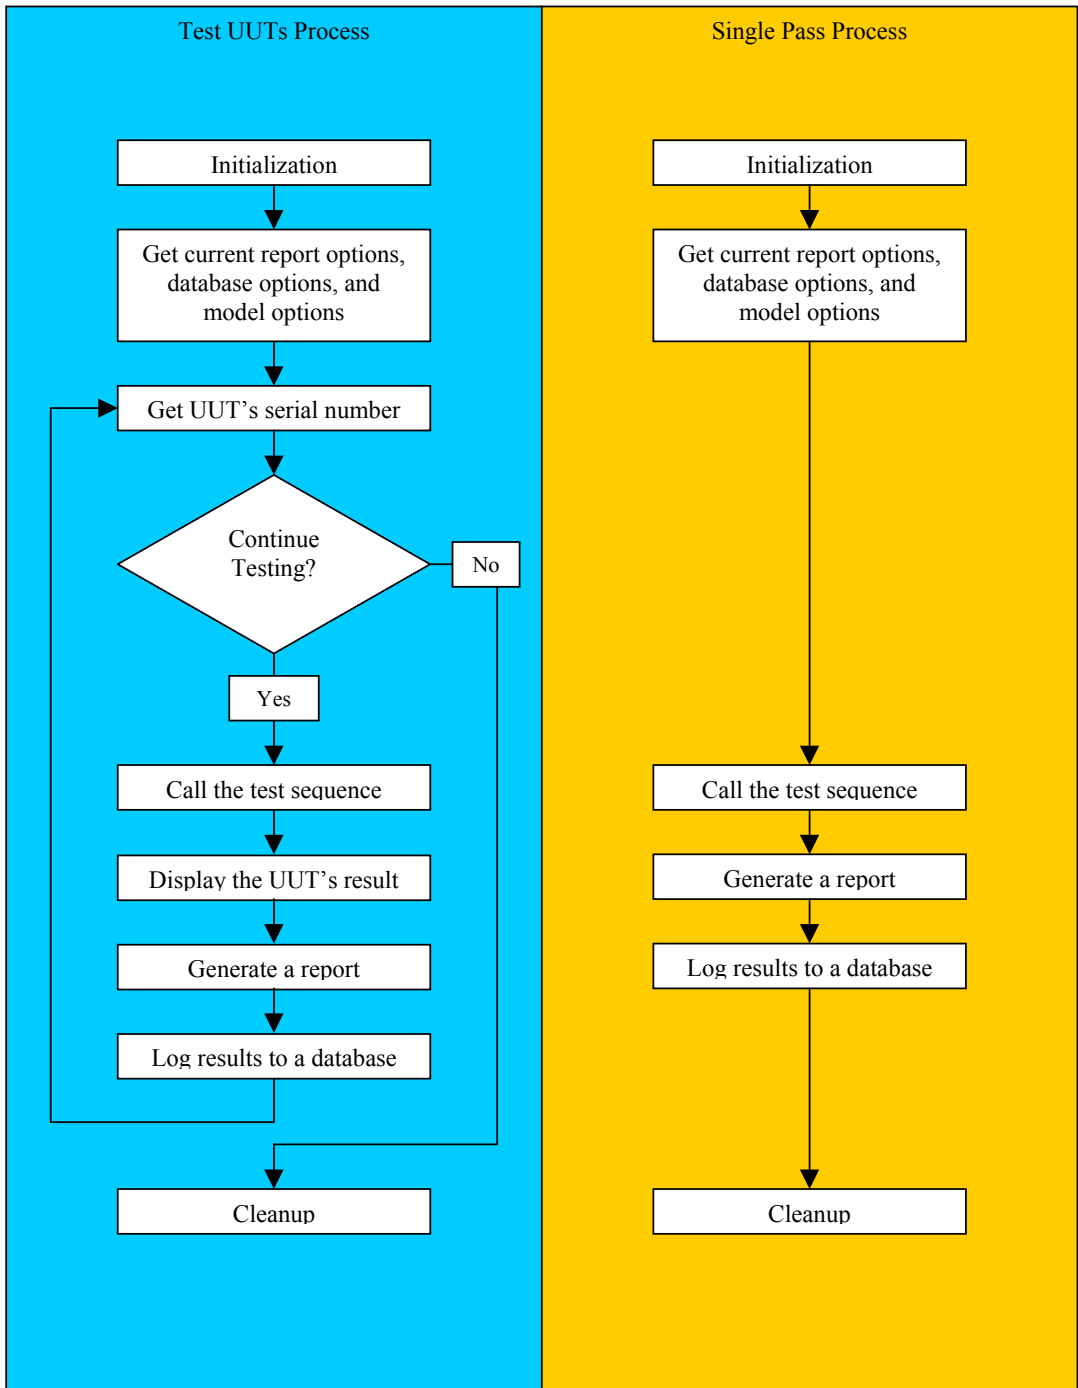 Test UUTs Process
Initialization
Get current report options,
database options, and
model options
Get UUT’s serial number
Continue
Testing?
No
Yes
Call the test sequence
Display the UUT’s result
Generate a report
Log results to a database
Cleanup
Single Pass Process
Initialization
Get current report options,
database options, and
model options
Call the test sequence
Generate a report
Log results to a database
Cleanup